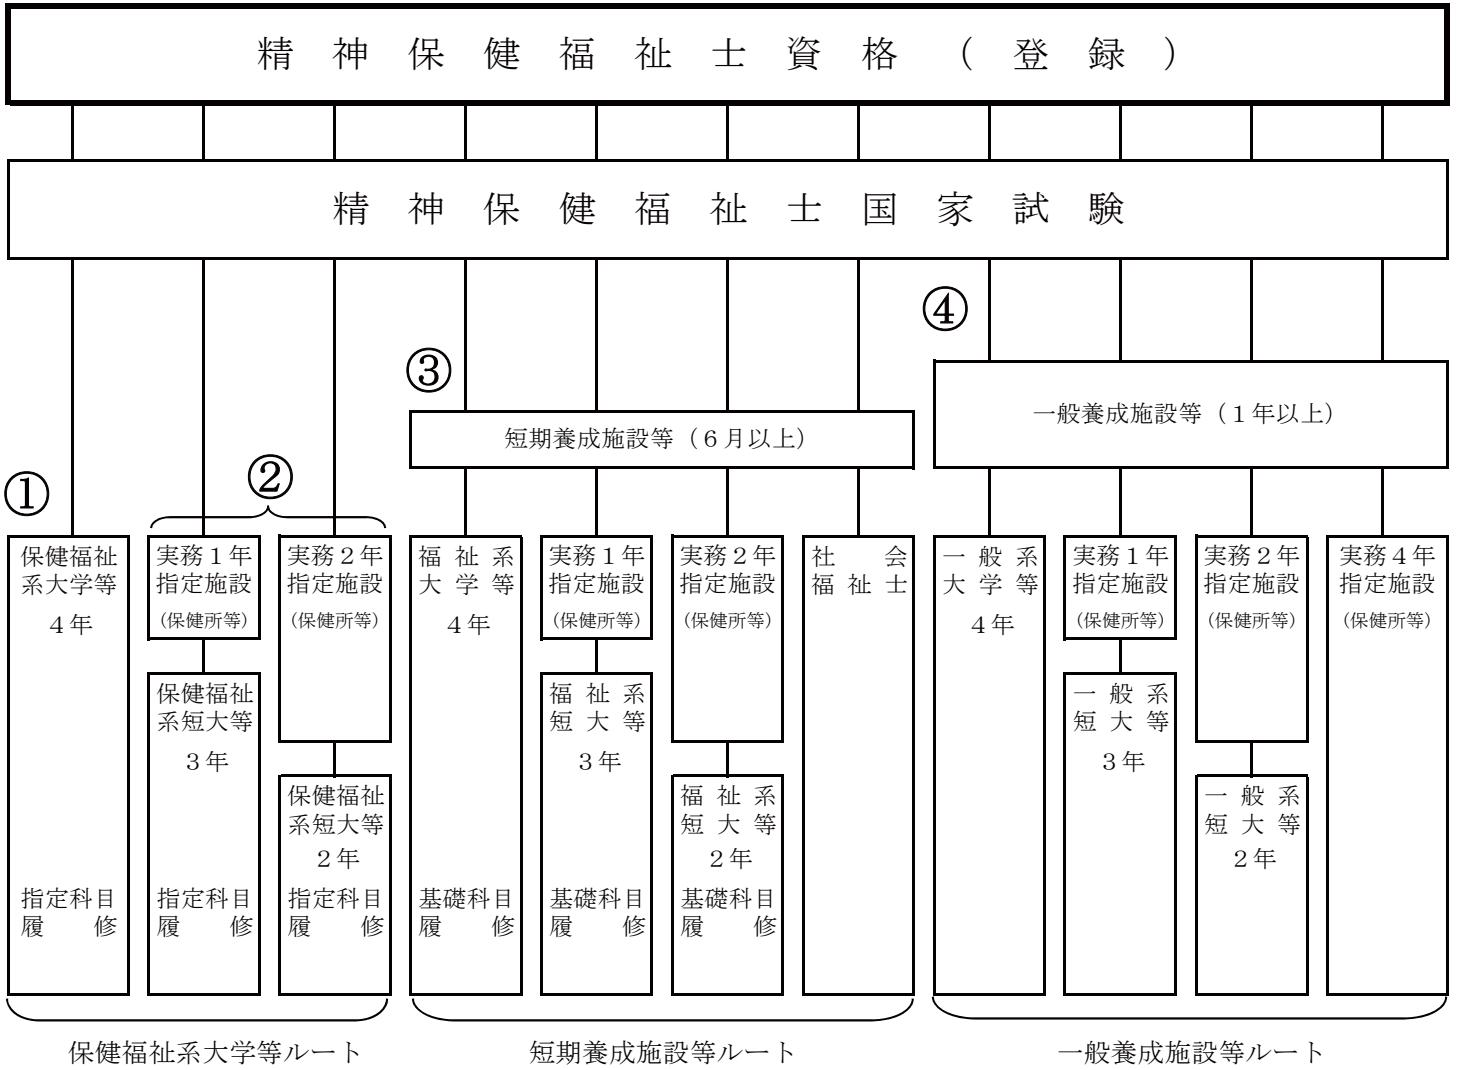 精神保健福祉士資格（登録）
精神保健福祉士国家試験
④
③
一般養成施設等（１年以上）
短期養成施設等（６月以上）
①
②
保健福祉
系大学等
４年
指定科目
履修
実務１年
指定施設
（保健所等）
保健福祉
系短大等
３年
指定科目
履修
実務２年
指定施設
（保健所等）
保健福祉
系短大等
２年
指定科目
履修
福祉系
大学等
４年
基礎科目
履修
実務１年
指定施設
（保健所等）
福祉系
短大等
３年
基礎科目
履修
実務２年
指定施設
（保健所等）
福祉系
短大等
２年
基礎科目
履修
社会
福祉士
一般系
大学等
４年
実務１年
指定施設
（保健所等）
一般系
短大等
３年
実務２年
指定施設
（保健所等）
一般系
短大等
２年
実務４年
指定施設
（保健所等）
保健福祉系大学等ルート
短期養成施設等ルート
一般養成施設等ルート